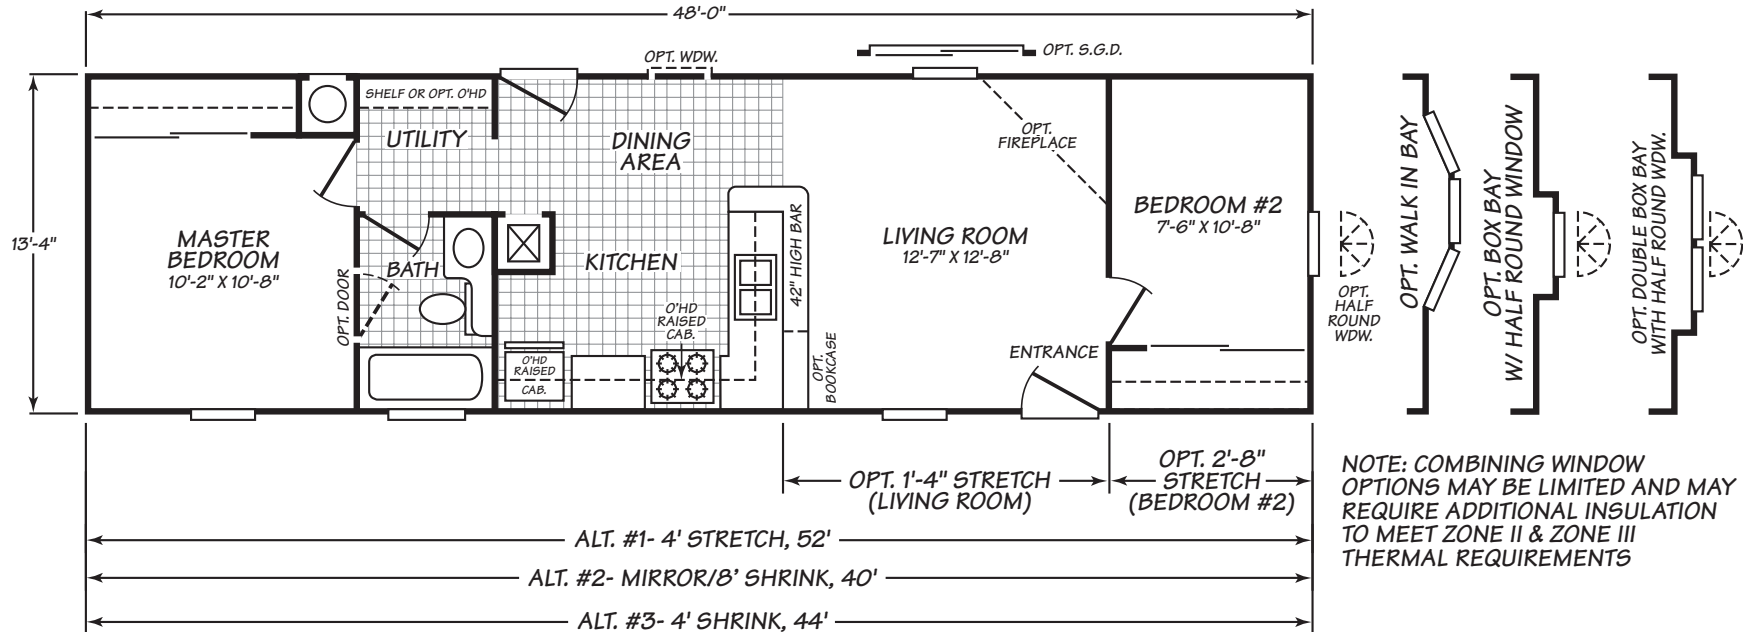 48'-0"
OPT. WDW.
OPT. S.G.D.
SHELF OR OPT. O'HD
UTILITY
DINING
AREA
OPT.
FIREPLACE
13'-4"
MASTER
BEDROOM
10'-2" X 10'-8"
OPT. DOOR
BATH
KITCHEN
O'HD
RAISED
CAB.
O'HD
RAISED
CAB.
42" HIGH BAR
OPT.
BOOKCASE
LIVING ROOM
12'-7" X 12'-8"
ENTRANCE
BEDROOM #2
7'-6" X 10'-8"
OPT.
HALF
ROUND
WDW.
OPT. WALK IN BAY
OPT. BOX BAY
W/ HALF ROUND WINDOW
OPT. DOUBLE BOX BAY
WITH HALF ROUND WDW.
OPT. 1'-4" STRETCH
(LIVING ROOM)
OPT. 2'-8"
STRETCH
(BEDROOM #2)
NOTE: COMBINING WINDOW
OPTIONS MAY BE LIMITED AND MAY
REQUIRE ADDITIONAL INSULATION
TO MEET ZONE II & ZONE III
THERMAL REQUIREMENTS
ALT. #1- 4' STRETCH, 52'
ALT. #2- MIRROR/8’ SHRINK, 40'
ALT. #3- 4' SHRINK, 44'